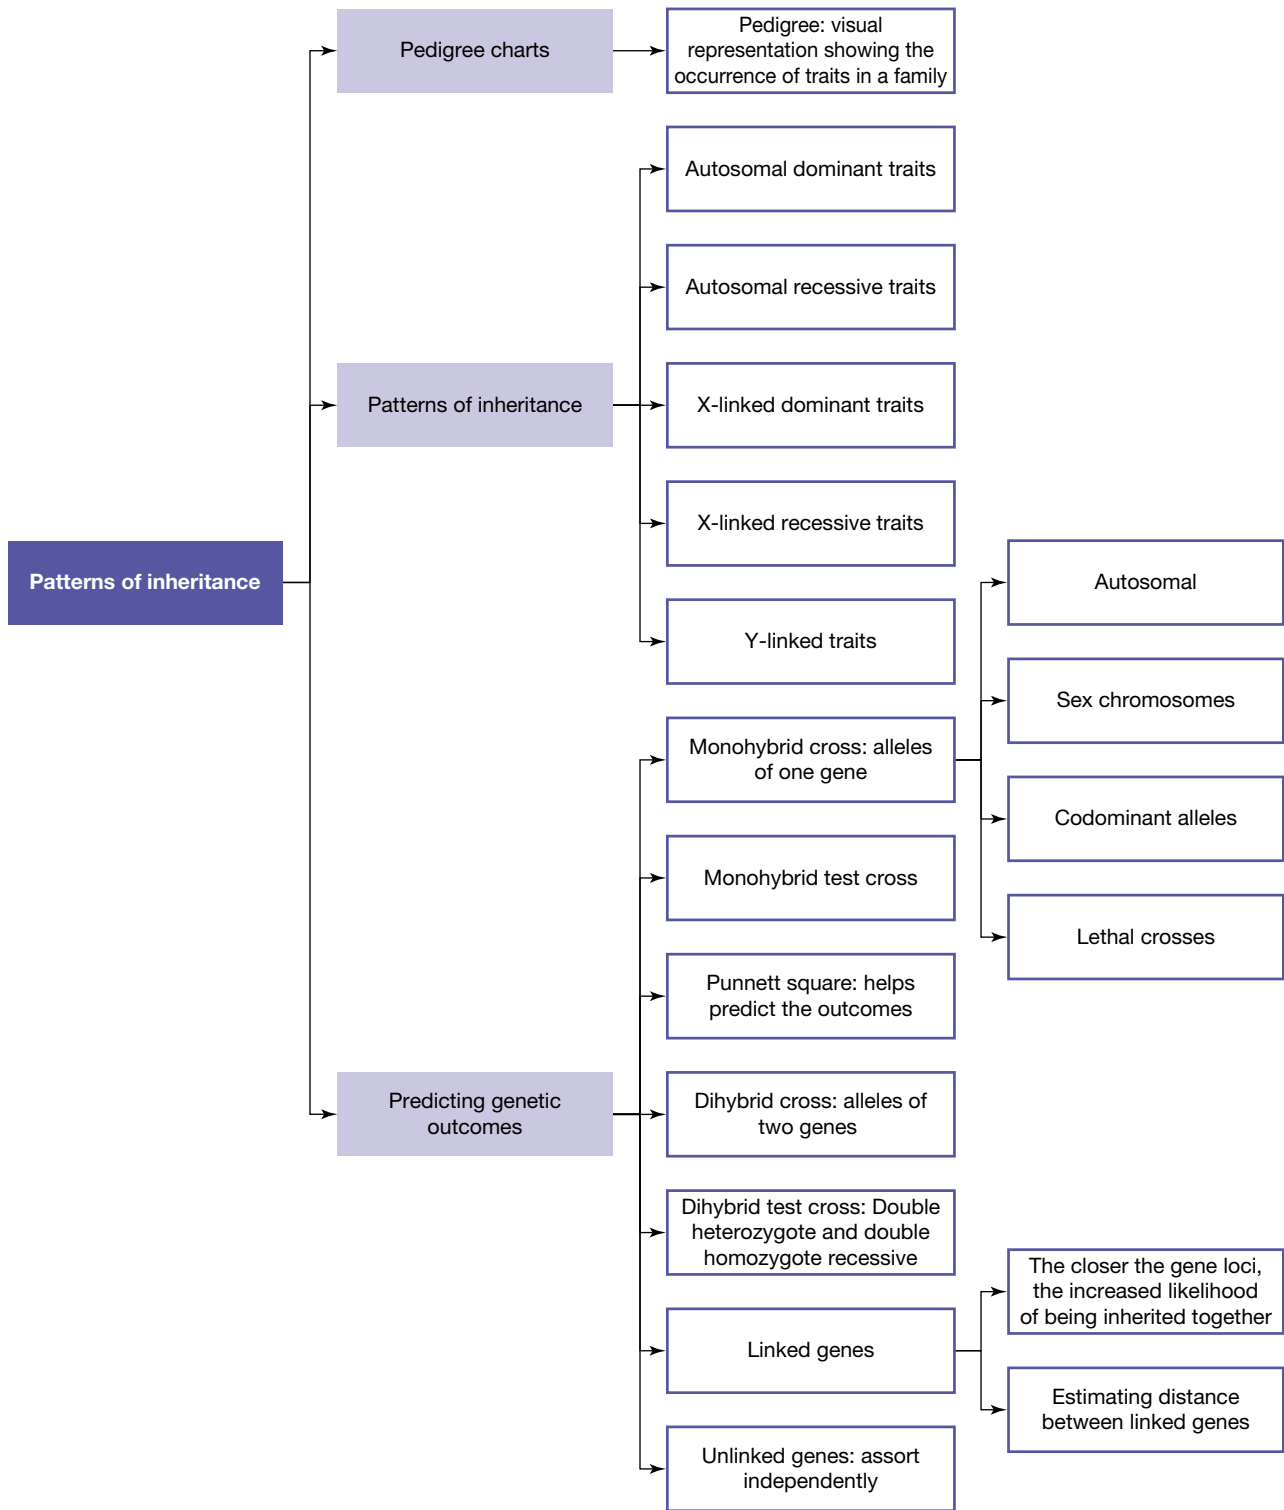 Pedigree charts
Pedigree: visual
representation showing the
occurrence of traits in a family
Autosomal dominant traits
Autosomal recessive traits
Patterns of inheritance
X-linked dominant traits
X-linked recessive traits
Patterns of inheritance
Autosomal
Y-linked traits
Sex chromosomes
Monohybrid cross: alleles
of one gene
Codominant alleles
Monohybrid test cross
Lethal crosses
Punnett square: helps
predict the outcomes
Predicting genetic
outcomes
Dihybrid cross: alleles of
two genes
Dihybrid test cross: Double
heterozygote and double
homozygote recessive
The closer the gene loci,
the increased likelihood
of being inherited together
Linked genes
Estimating distance
between linked genes
Unlinked genes: assort
independently